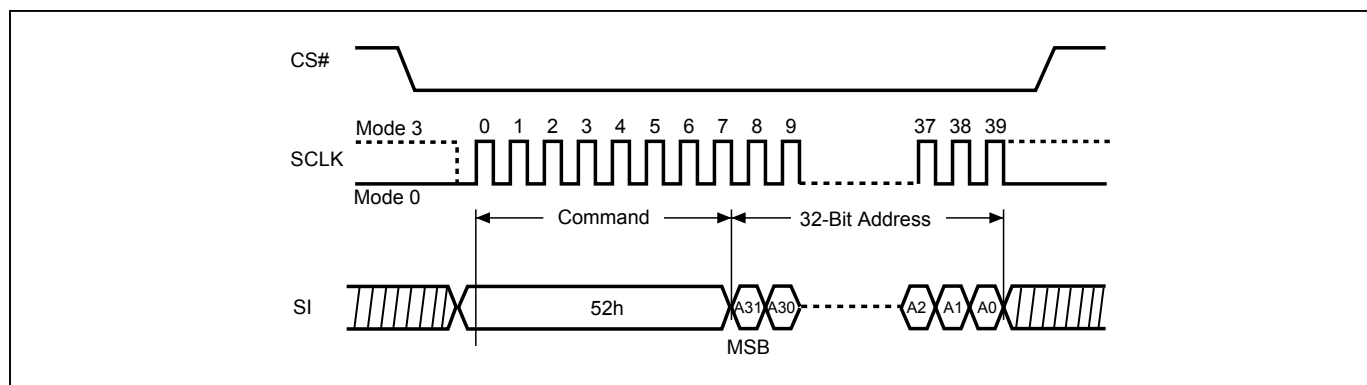 CS#
Mode 3
0 1 2 3 4 5 6 7 8 9 37 38 39
SCLK
Mode 0
Command
32-Bit Address
SI
52h
A31 A30 A2 A1 A0
MSB